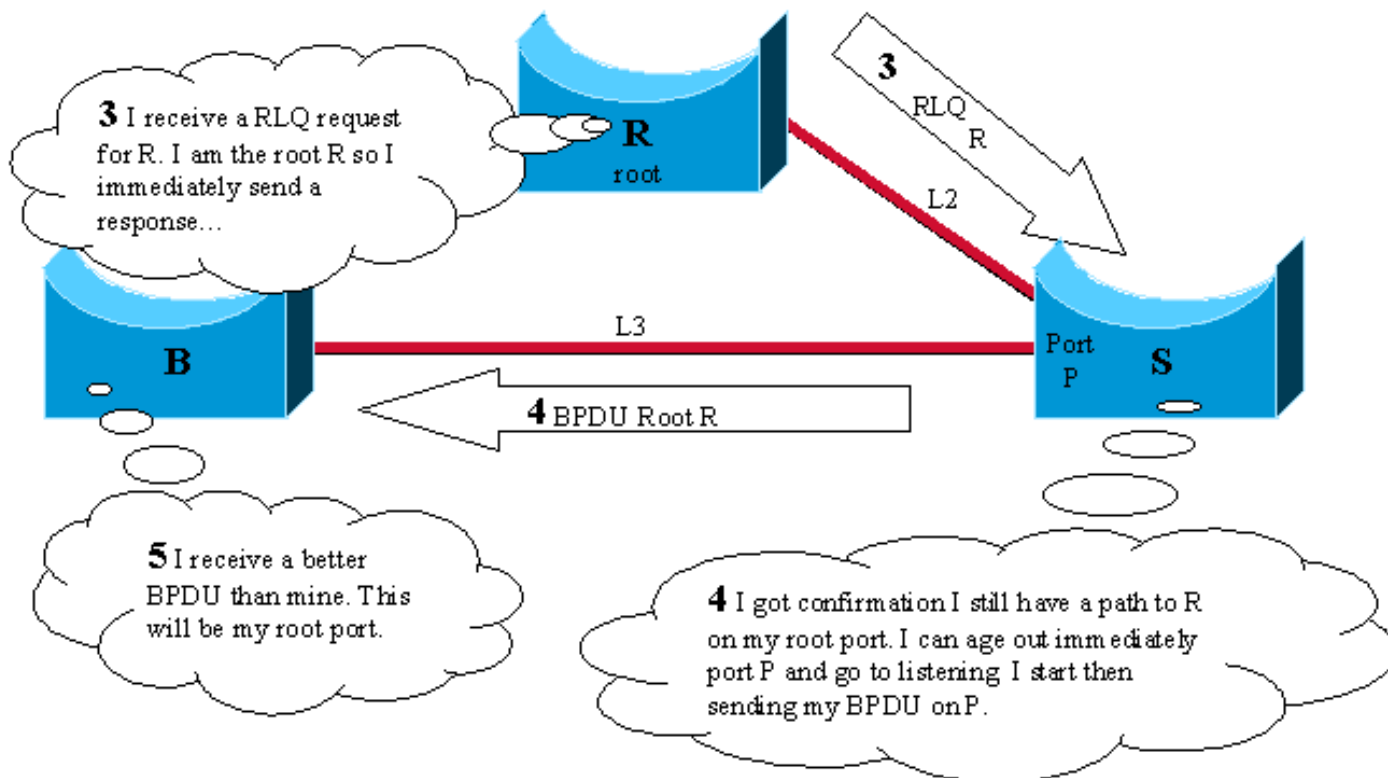 3 I receive a RLQ request
for R. I am the root R so I
immediately send a
response...
R
root
3
RLQ
R
L2
L3
B
Port
P
S
4 BPDU Root R
5 I receive a better
BPDU than mine. This
will be my root port.
4 I got confirmation I still have a path to R
on my root port. I can age out immediately
port P and go to listening. I start then
sending my BPDU on P.